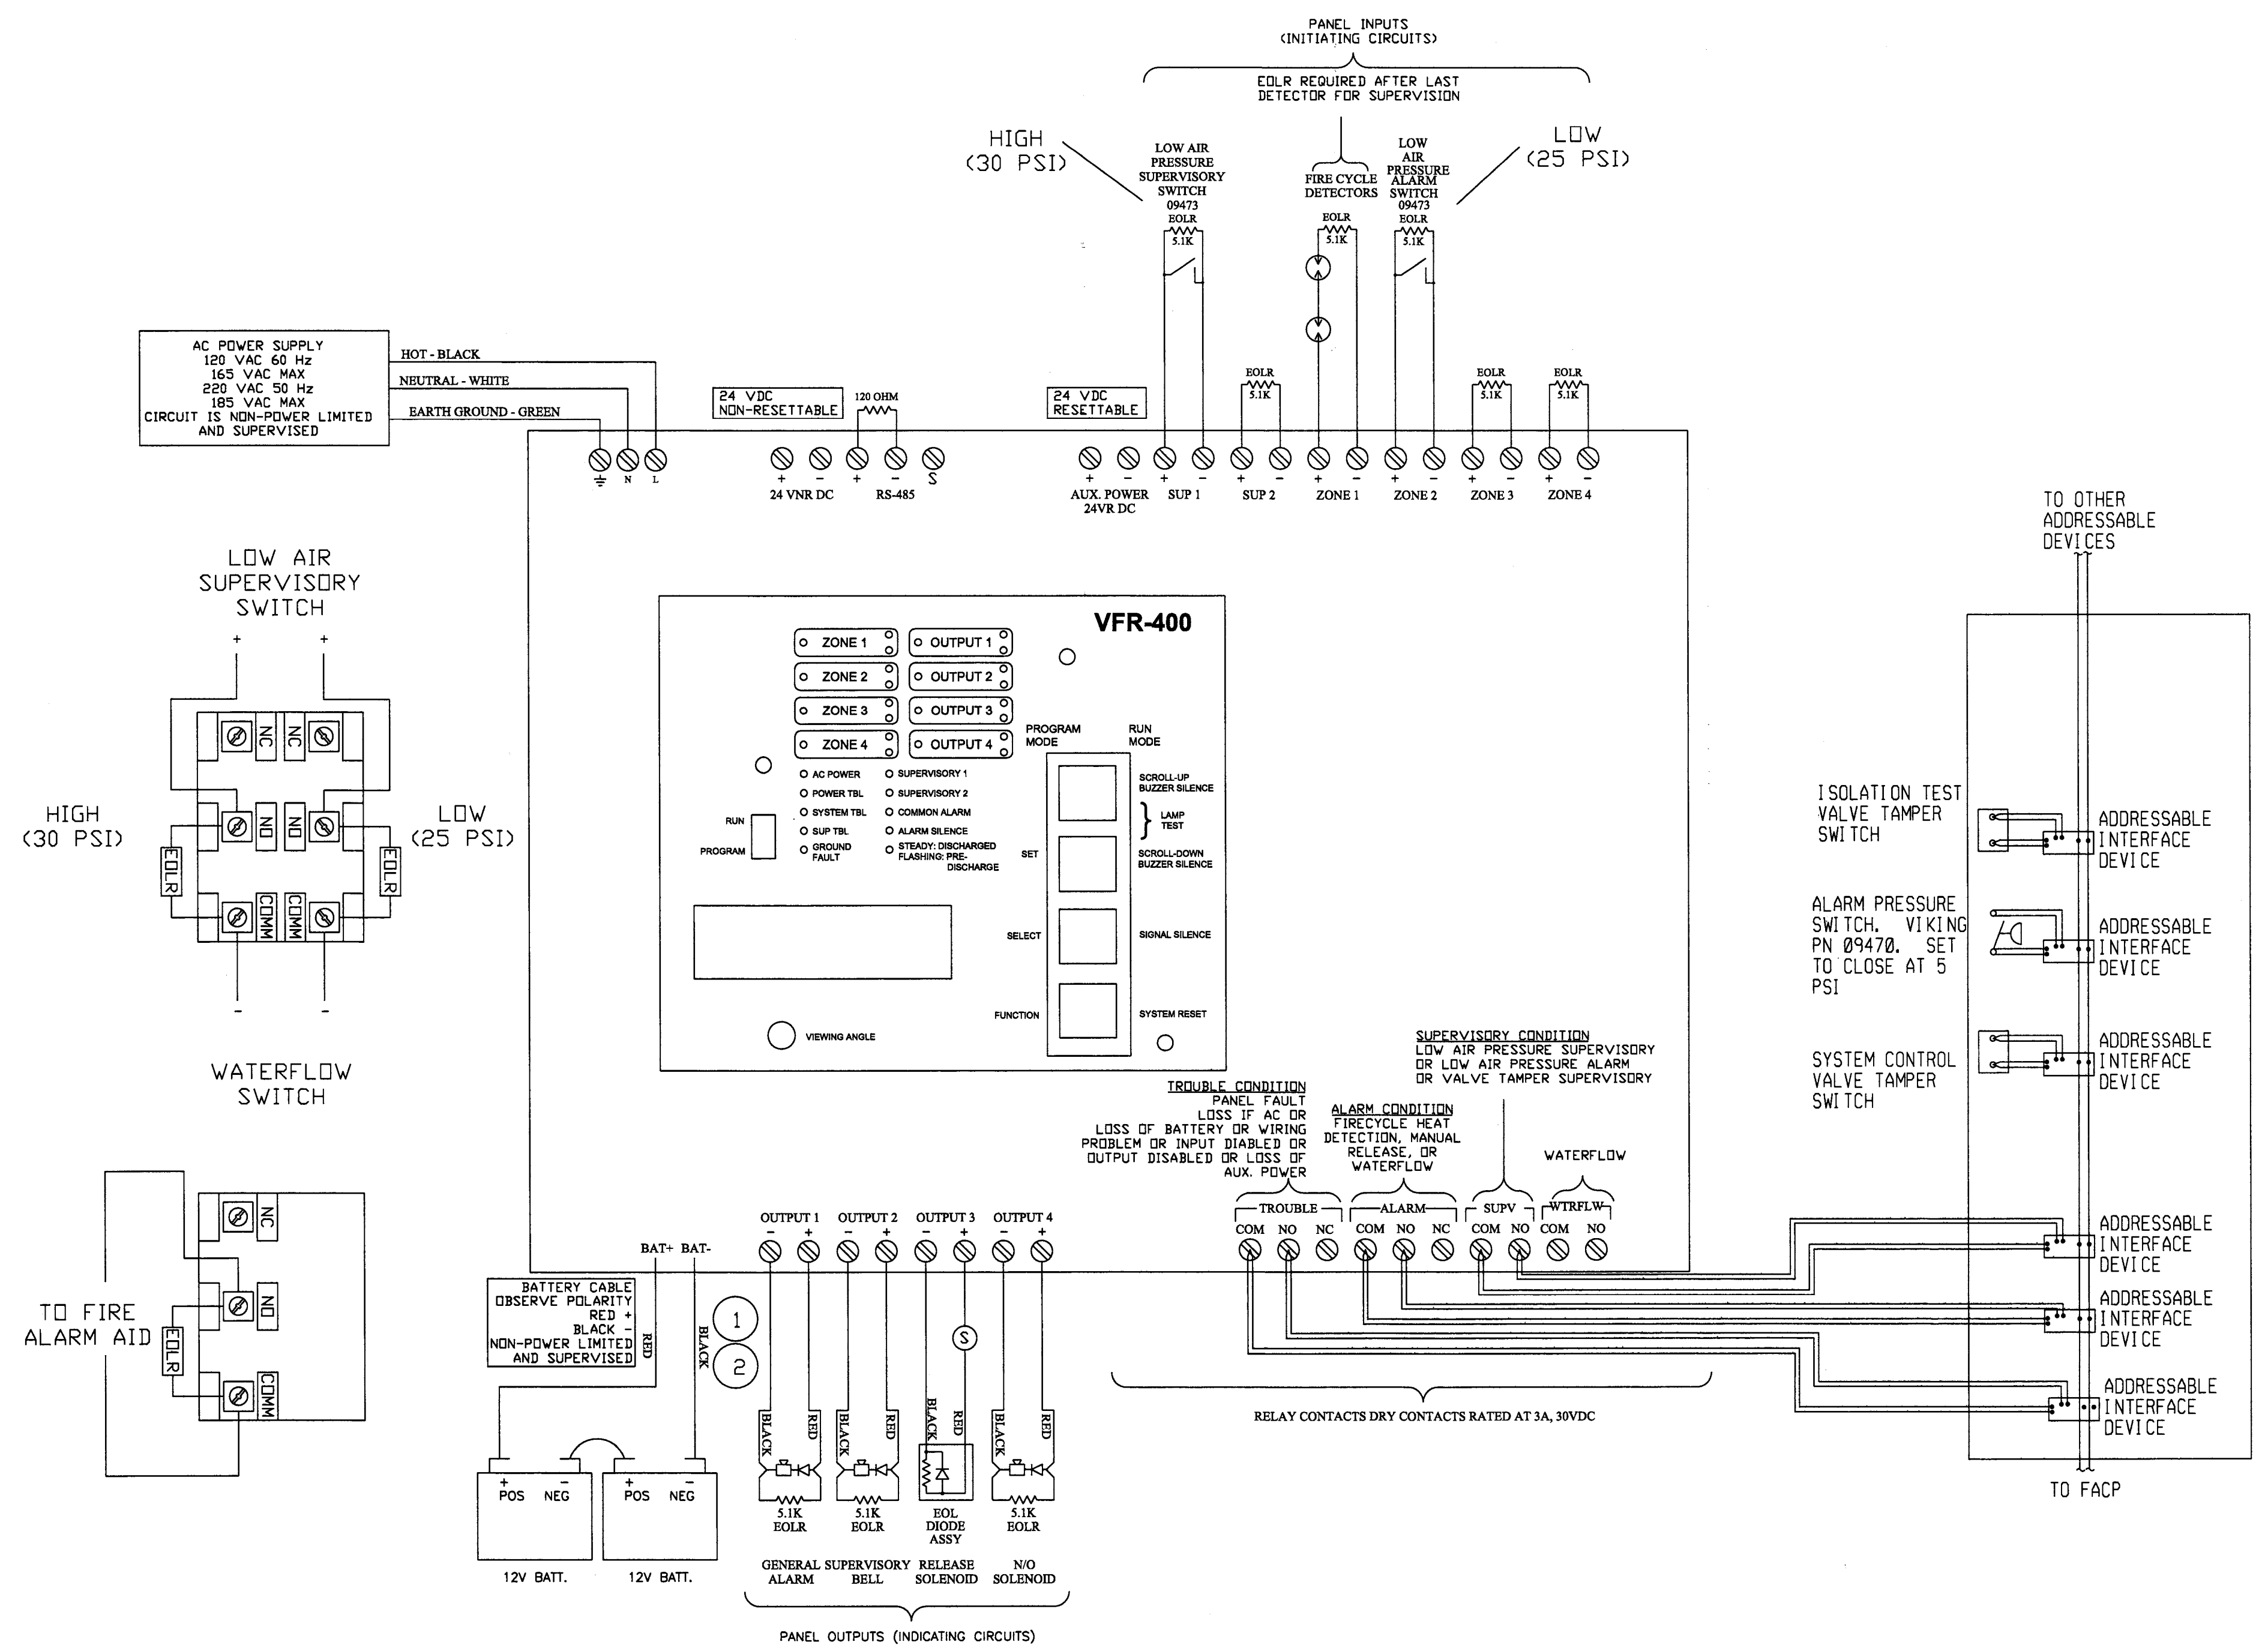 PANEL INPUTS
(INITIATING CIRCUITS)
EOLR REQUIRED AFTER LAST
DETECTOR FOR SUPERVISION
HIGH
(30 PSI)
LOW AIR
PRESSURE
SUPERVISORY
SWITCH
09473
EOLR
5.1K
FIRE CYCLE
DETECTORS
EOLR
5.1K
LOW
AIR
PRESSURE
ALARM
SWITCH
09473
EOLR
5.1K
LOW
(25 PSI)
AC POWER SUPPLY
120 VAC 60 Hz
165 VAC MAX
220 VAC 50 Hz
185 VAC MAX
CIRCUIT IS NON-POWER LIMITED
AND SUPERVISED
HOT - BLACK
NEUTRAL - WHITE
EARTH GROUND - GREEN
24 VDC
NON-RESETTABLE
120 OHM
24 VDC
RESETTABLE
EOLR
5.1K
EOLR
5.1K
EOLR
5.1K
N L
+ - + - S
24 VNR DC RS-485
+ - + - + - + - + - + - + -
AUX. POWER
24VR DC
SUP 1
SUP 2
ZONE 1
ZONE 2
ZONE 3
ZONE 4
LOW AIR
SUPERVISORY
SWITCH
+ +
NC NC
NO NO
COMM COMM
EOLR EOLR
HIGH
(30 PSI)
LOW
(25 PSI)
- -
WATERFLOW
SWITCH
NC
NO
COMM
EOLR
TO FIRE
ALARM AID
VFR-400
ZONE 1 OUTPUT 1
ZONE 2 OUTPUT 2
ZONE 3 OUTPUT 3
ZONE 4 OUTPUT 4
AC POWER SUPERVISORY 1
POWER TBL SUPERVISORY 2
SYSTEM TBL COMMON ALARM
SUP TBL ALARM SILENCE
GROUND
FAULT
STEADY: DISCHARGED
FLASHING: PRE-
DISCHARGE
RUN
PROGRAM
PROGRAM
MODE
RUN
MODE
SCROLL-UP
BUZZER SILENCE
LAMP
TEST
SET
SCROLL-DOWN
BUZZER SILENCE
SELECT SIGNAL SILENCE
FUNCTION SYSTEM RESET
VIEWING ANGLE
TROUBLE CONDITION
PANEL FAULT
LOSS IF AC OR
LOSS OF BATTERY OR WIRING
PROBLEM OR INPUT DIABLED OR
OUTPUT DISABLED OR LOSS OF
AUX. POWER
ALARM CONDITION
FIRECYCLE HEAT
DETECTION, MANUAL
RELEASE, OR
WATERFLOW
SUPERVISORY CONDITION
LOW AIR PRESSURE SUPERVISORY
OR LOW AIR PRESSURE ALARM
OR VALVE TAMPER SUPERVISORY
WATERFLOW
TROUBLE ALARM SUPV WTRFLW
COM NO NC COM NO NC COM NO COM NO
OUTPUT 1 OUTPUT 2 OUTPUT 3 OUTPUT 4
- + - + - + - +
BAT+ BAT-
BATTERY CABLE
OBSERVE POLARITY
RED +
BLACK -
NON-POWER LIMITED
AND SUPERVISED
RED
BLACK
1
2
S
BLACK RED BLACK RED BLACK RED BLACK RED
+ - + -
POS NEG POS NEG
12V BATT. 12V BATT.
5.1K
EOLR
5.1K
EOLR
EOL
DIODE
ASSY
5.1K
EOLR
GENERAL
ALARM
SUPERVISORY
BELL
RELEASE
SOLENOID
N/O
SOLENOID
PANEL OUTPUTS (INDICATING CIRCUITS)
RELAY CONTACTS DRY CONTACTS RATED AT 3A, 30VDC
TO OTHER
ADDRESSABLE
DEVICES
ISOLATION TEST
VALVE TAMPER
SWITCH
ADDRESSABLE
INTERFACE
DEVICE
ALARM PRESSURE
SWITCH. VIKING
PN 09470. SET
TO CLOSE AT 5
PSI
ADDRESSABLE
INTERFACE
DEVICE
SYSTEM CONTROL
VALVE TAMPER
SWITCH
ADDRESSABLE
INTERFACE
DEVICE
ADDRESSABLE
INTERFACE
DEVICE
ADDRESSABLE
INTERFACE
DEVICE
ADDRESSABLE
INTERFACE
DEVICE
TO FACP